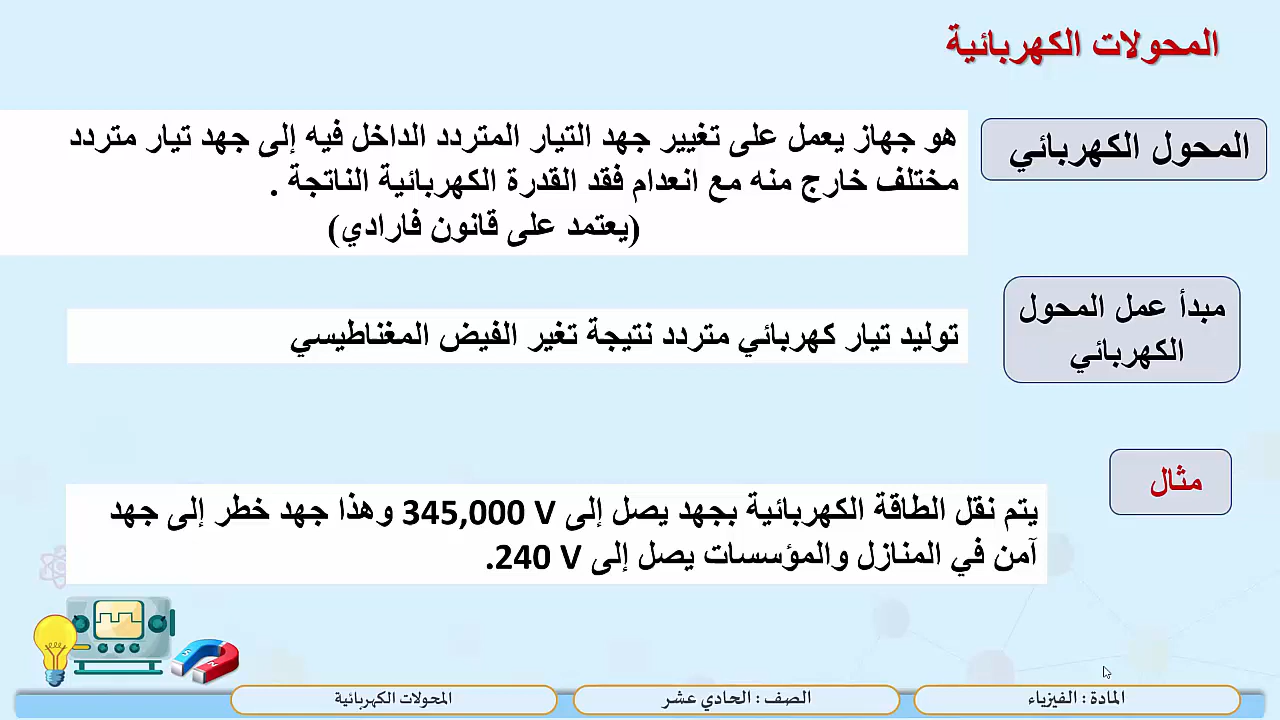 المحولات الكهربائية
المحول الكهربائي
هو جهاز يعمل على تغيير جهد التيار المتردد الداخل فيه إلى جهد تيار متردد
مختلف خارج منه مع انعدام فقد القدرة الكهربائية الناتجة .
(يعتمد على قانون فارادي)
مبدأ عمل المحول
الكهربائي
توليد تيار كهربائي متردد نتيجة تغير الفيض المغناطيسي
مثال
يتم نقل الطاقة الكهربائية بجهد يصل إلى 345,000 V وهذا جهد خطر إلى جهد
آمن في المنازل والمؤسسات يصل إلى 240 V.
المادة : الفيزياء
الصف : الحادي عشر
المحولات الكهربائية